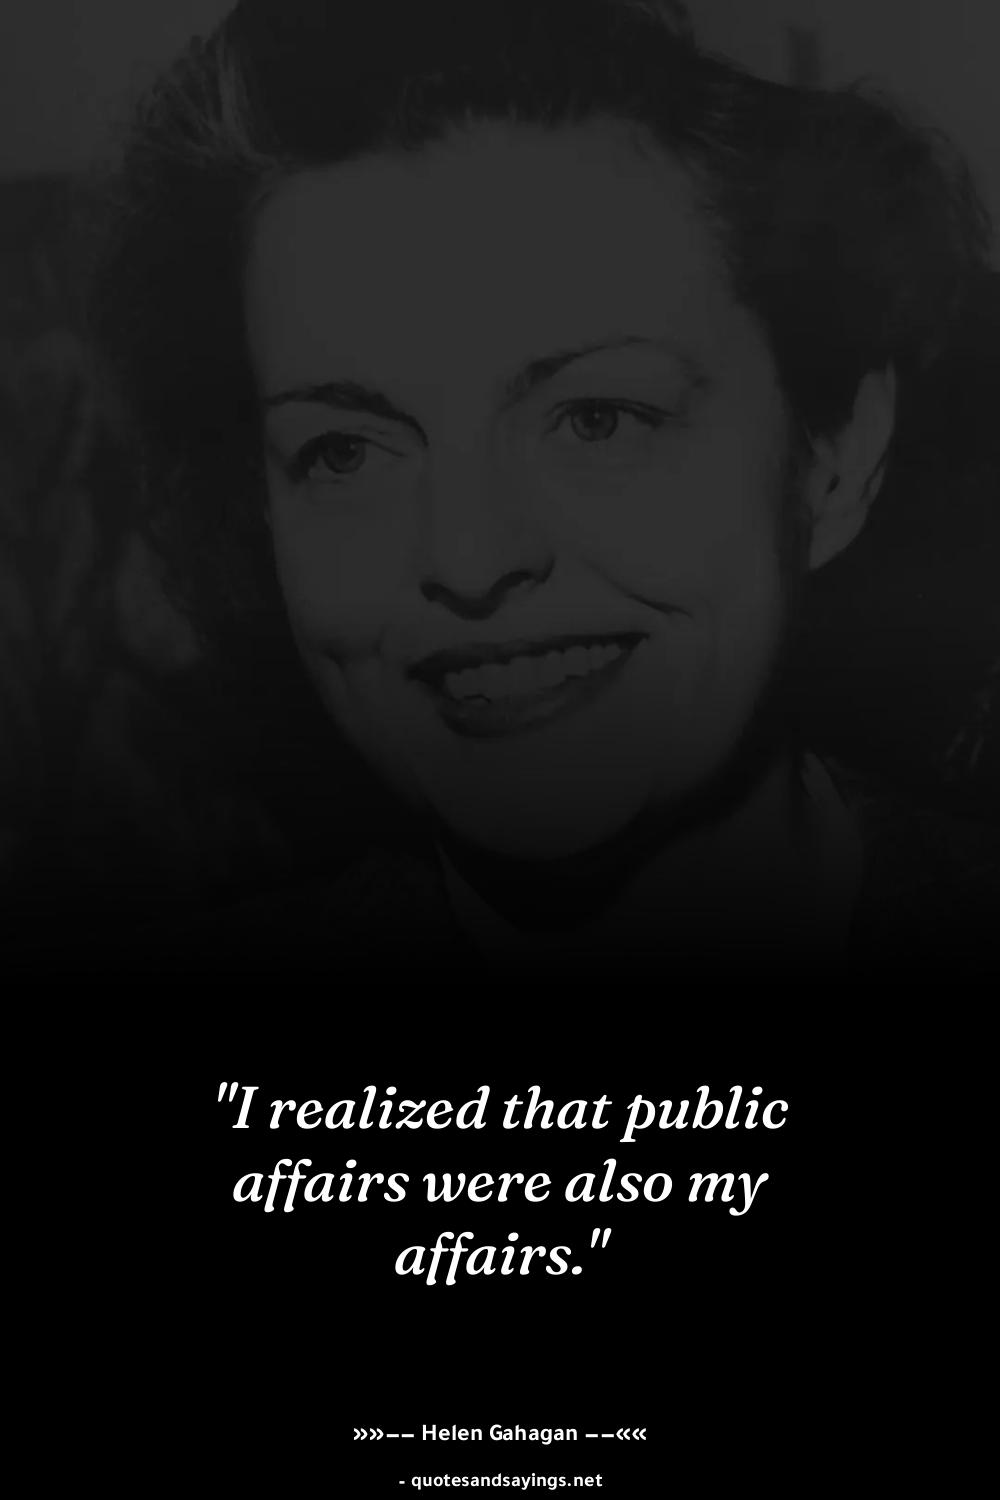 "I realized that public
affairs were also my
affairs."
»»−− Helen Gahagan −−««
- quotesandsayings.net